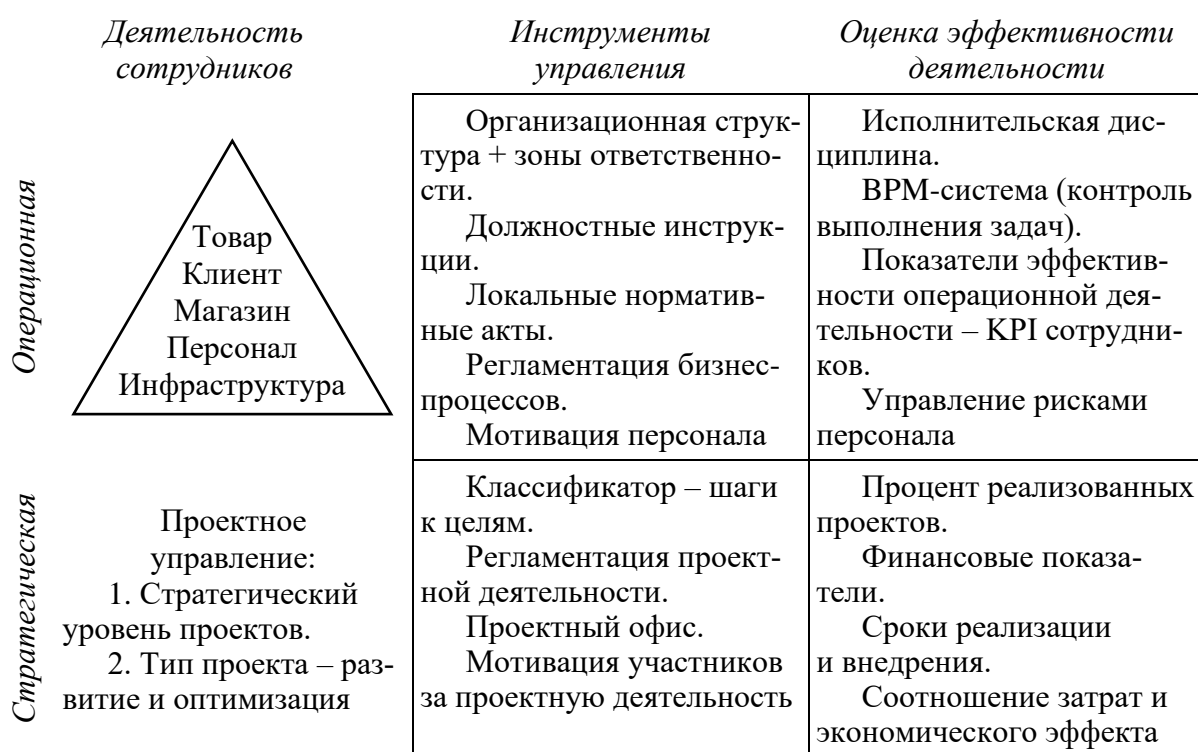 Деятельность
сотрудников
Инструменты
управления
Оценка эффективности
деятельности
Операционная
Товар
Клиент
Магазин
Персонал
Инфраструктура
Организационная струк-
тура + зоны ответственно-
сти.
Должностные инструк-
ции.
Локальные норматив-
ные акты.
Регламентация бизнес-
процессов.
Мотивация персонала
Исполнительская дис-
циплина.
BPM-система (контроль
выполнения задач).
Показатели эффектив-
ности операционной дея-
тельности – KPI сотрудни-
ков.
Управление рисками
персонала
Стратегическая
Проектное
управление:
1. Стратегический
уровень проектов.
2. Тип проекта – раз-
витие и оптимизация
Классификатор – шаги
к целям.
Регламентация проект-
ной деятельности.
Проектный офис.
Мотивация участников
за проектную деятельность
Процент реализованных
проектов.
Финансовые показа-
тели.
Сроки реализации
и внедрения.
Соотношение затрат и
экономического эффекта